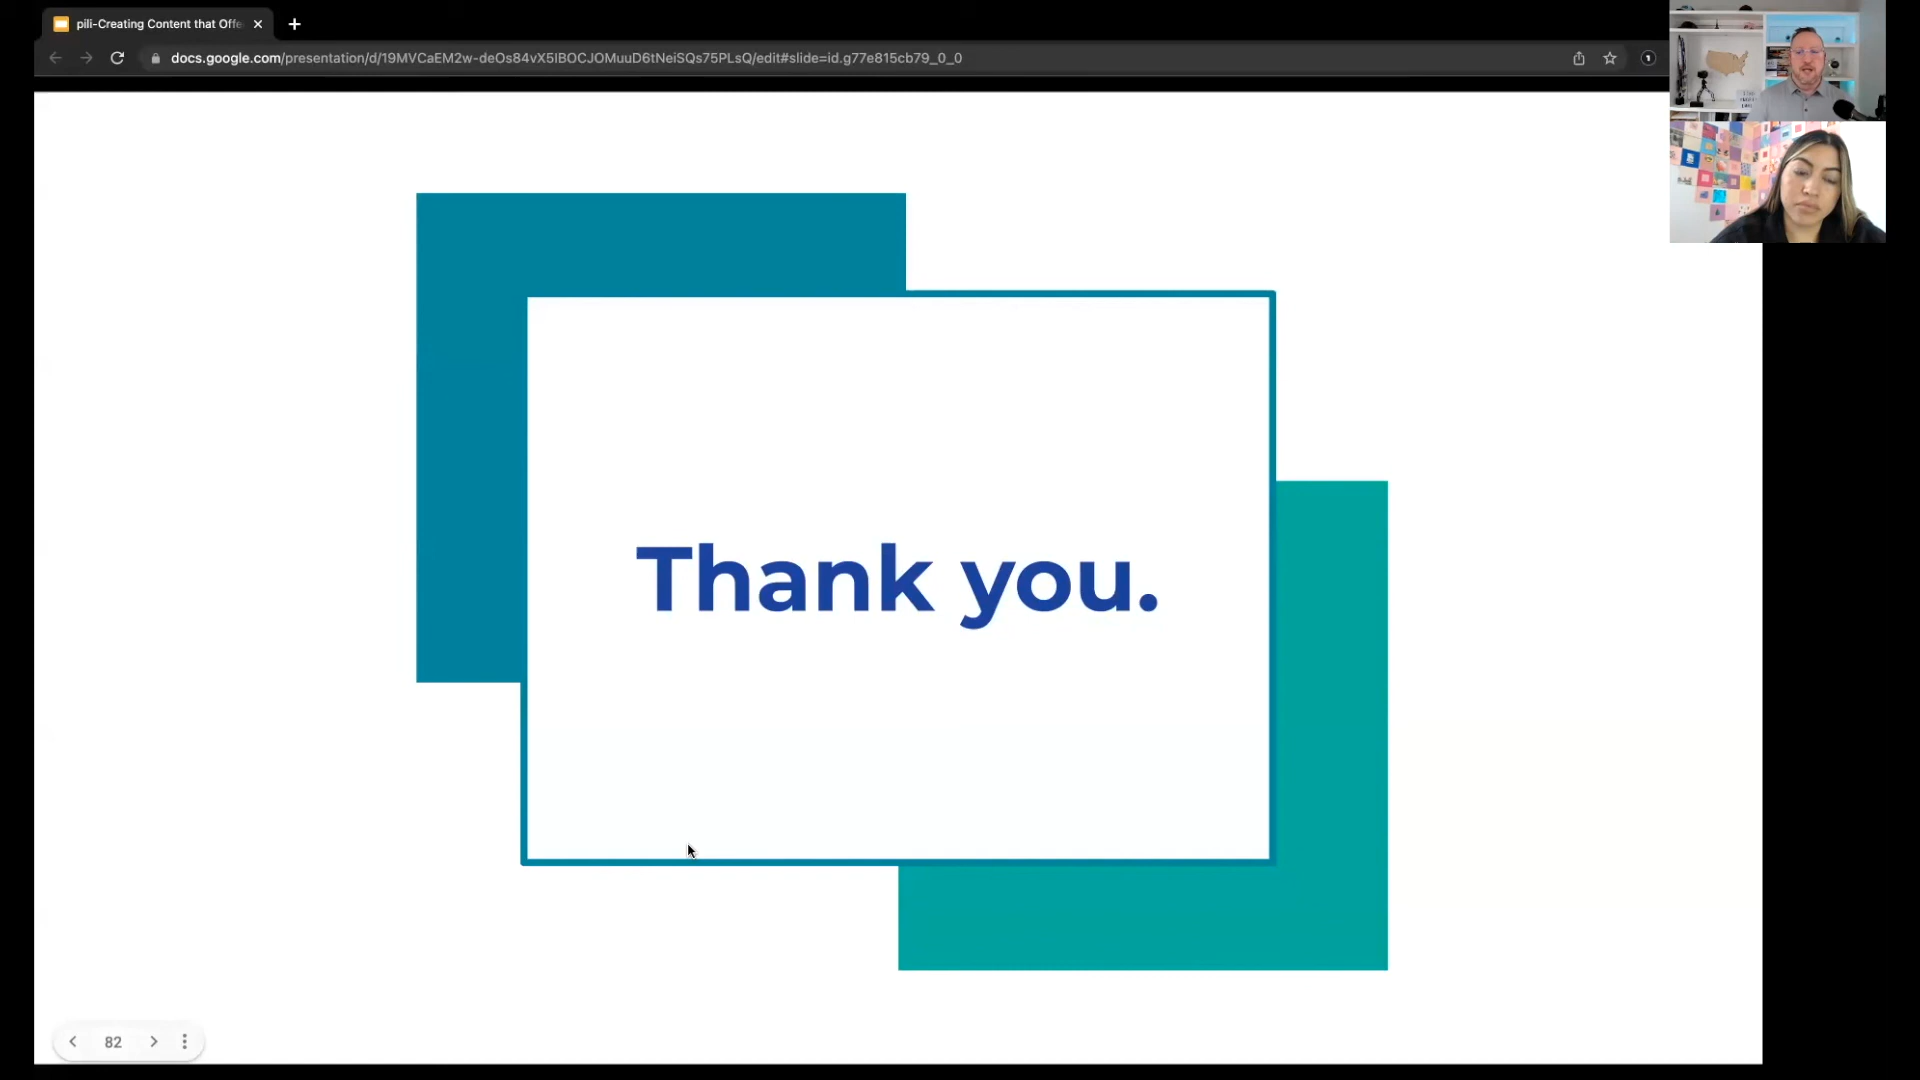 pili-Creating Content that Offe
docs.google.com/presentation/d/19MVCaEM2w-deOs84vX5IBOCJOMuuD6tNeiSQs75PLsQ/edit#slide=id.g77e815cb79_0_0
Thank you.
82